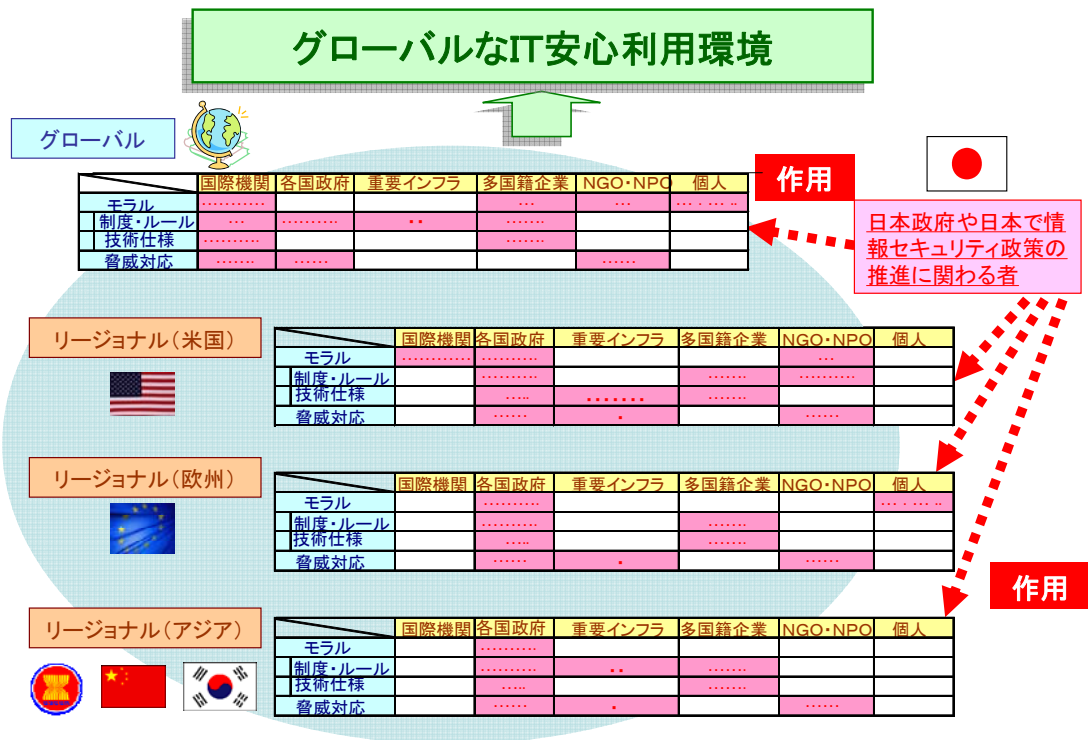 グローバルなIT安心利用環境
グローバル
国際機関 各国政府 重要インフラ 多国籍企業 NGO・NPO 個人
モラル ………… … … … . … ..
制度・ルール … ………. ‥ …….
技術仕様 ………. …….
脅威対応 ……. …… ……
作用
日本政府や日本で情
報セキュリティ政策の
推進に関わる者
リージョナル(米国)
国際機関 各国政府 重要インフラ 多国籍企業 NGO・NPO 個人
モラル ………… ………. …
制度・ルール ………. ……. ……….
技術仕様 ….. ……. …….
脅威対応 …… . ……
リージョナル(欧州)
国際機関 各国政府 重要インフラ 多国籍企業 NGO・NPO 個人
モラル ………. … . … ..
制度・ルール ………. …….
技術仕様 ….. …….
脅威対応 …… . ……
作用
リージョナル(アジア)
国際機関 各国政府 重要インフラ 多国籍企業 NGO・NPO 個人
モラル ……….
制度・ルール ………. ‥ …….
技術仕様 ….. …….
脅威対応 …… . ……